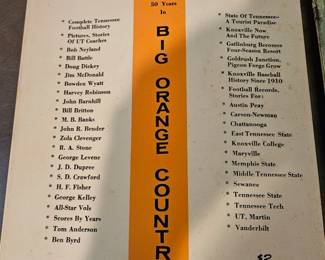 50 Years
In
BIG ORANGE COUNTR
* Complete Tennessee
Football History
* Pictures, Stories
of UT Coaches
* Bob Neyland
* Bill Battle
* Doug Dickey
* Jim McDonald
* Bowden Wyatt
* Harvey Robinson
* John Barnhill
* Bill Britton
* M. B. Banks
* John R. Bender
* Zola Clevenger
* R. A. Stone
* George Levene
* J. D. Dupree
* S. D. Crawford
* H. F. Fisher
* George Kelley
* All-Star Vols
* Scores By Years
* Tom Anderson
* Ben Byrd
* State Of Tennessee-
A Tourist Paradise
* Knoxville Now
And The Future
* Gatlinburg Becomes
Four-Season Resort
* Goldrush Junction,
Pigeon Forge Grow
* Knoxville Baseball
History Since 1910
* Football Records,
Stories For:
* Austin Peay
* Carson-Newman
* Chattanooga
* East Tennessee State
* Knoxville College
* Maryville
* Memphis State
* Middle Tennessee State
* Sewanee
* Tennessee State
* Tennessee Tech
* UT, Martin
* Vanderbilt
$2